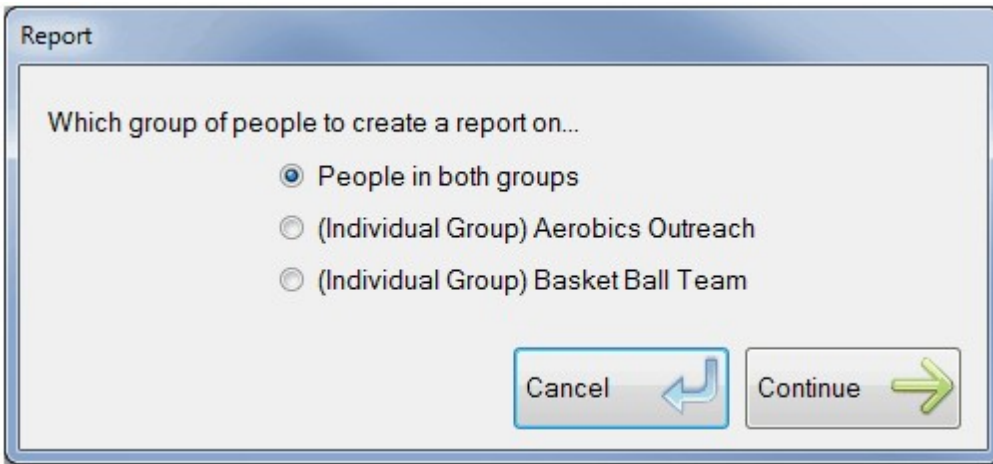 Report
Which group of people to create a report on...
People in both groups
(Individual Group) Aerobics Outreach
(Individual Group) Basket Ball Team
Cancel
Continue